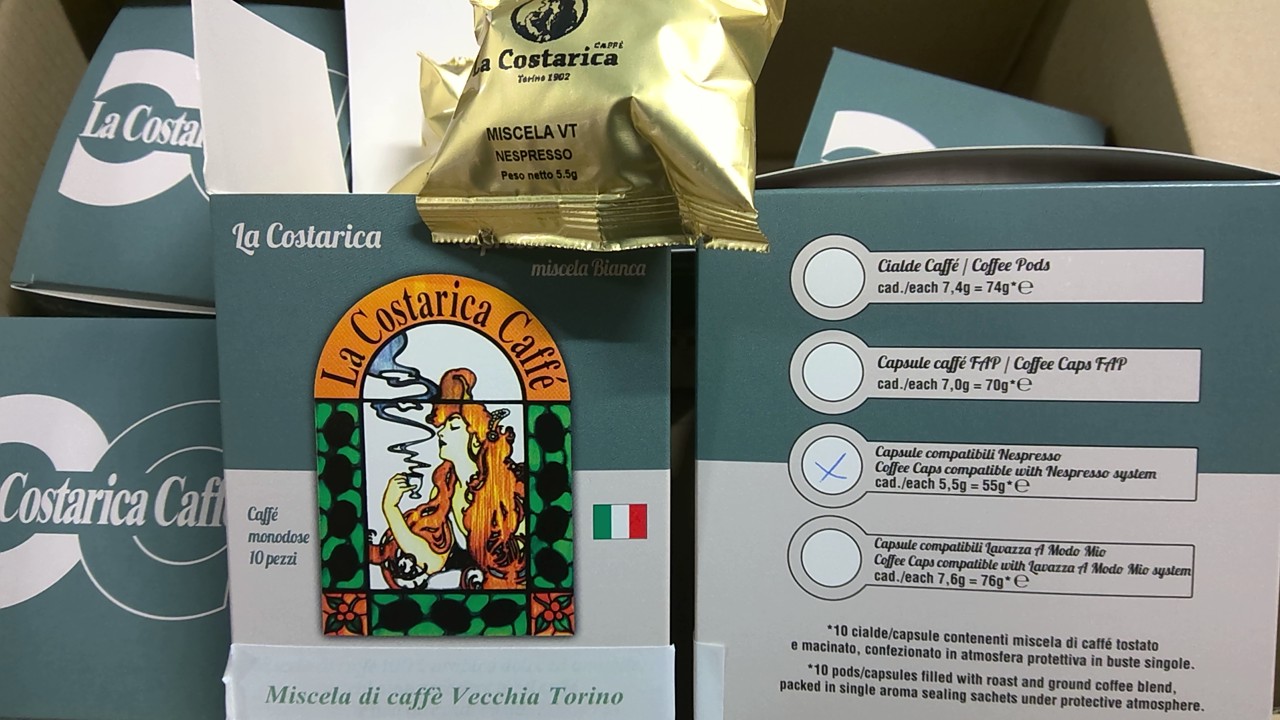 La Costa
CAFFÈ
La Costarica
Torino 1902
MISCELA VT
NESPRESSO
Peso netto 5.5g
La Costarica
miscela Bianca
La Costarica Caffé
Caffé
monodose
10 pezzi
Costarica Caff
Miscela di caffè Vecchia Torino
Cialde Caffé / Coffee Pods
cad./each 7,4g = 74g*℮
Capsule caffé FAP / Coffee Caps FAP
cad./each 7,0g = 70g*℮
X
Capsule compatibili Nespresso
Coffee Caps compatible with Nespresso system
cad./each 5,5g = 55g*℮
Capsule compatibili Lavazza A Modo Mio
Coffee Caps compatible with Lavazza A Modo Mio system
cad./each 7,6g = 76g*℮
*10 cialde/capsule contenenti miscela di caffé tostato
e macinato, confezionato in atmosfera protettiva in buste singole.
*10 pods/capsules filled with roast and ground coffee blend,
packed in single aroma sealing sachets under protective atmosphere.